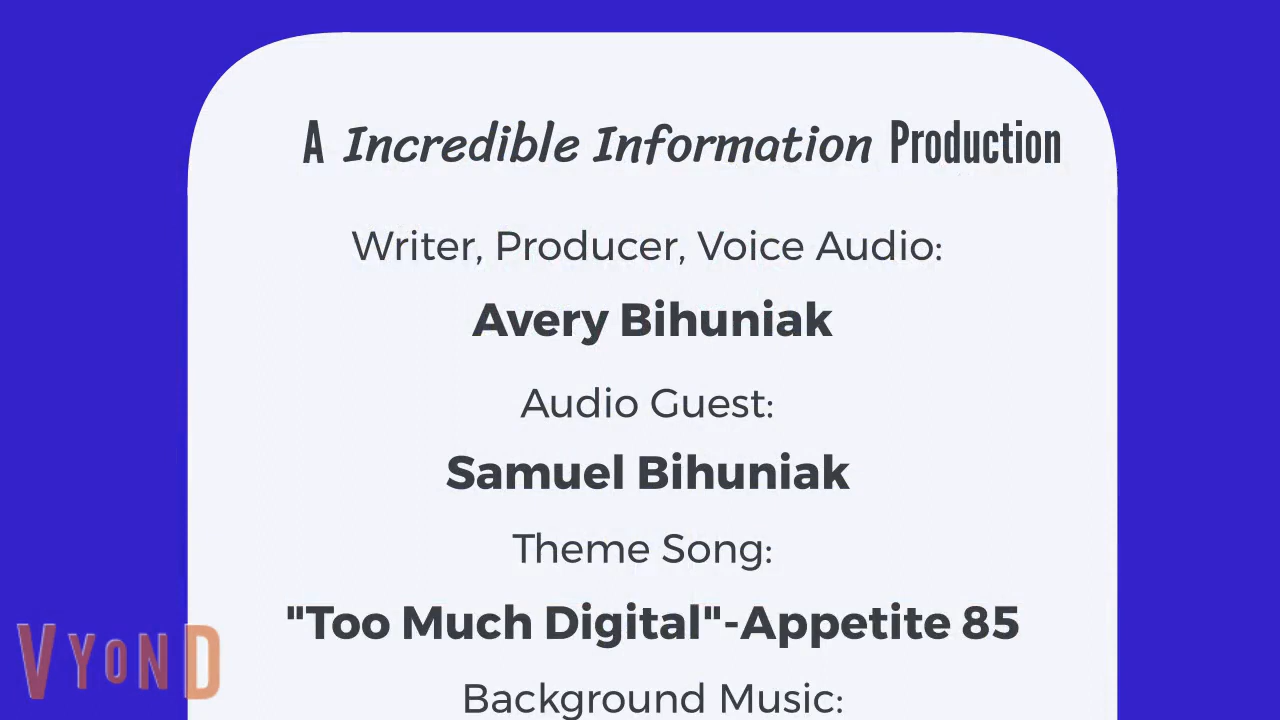 A Incredible Information Production
Writer, Producer, Voice Audio:
Avery Bihuniak
Audio Guest:
Samuel Bihuniak
Theme Song:
"Too Much Digital"-Appetite 85
Background Music:
VYOND